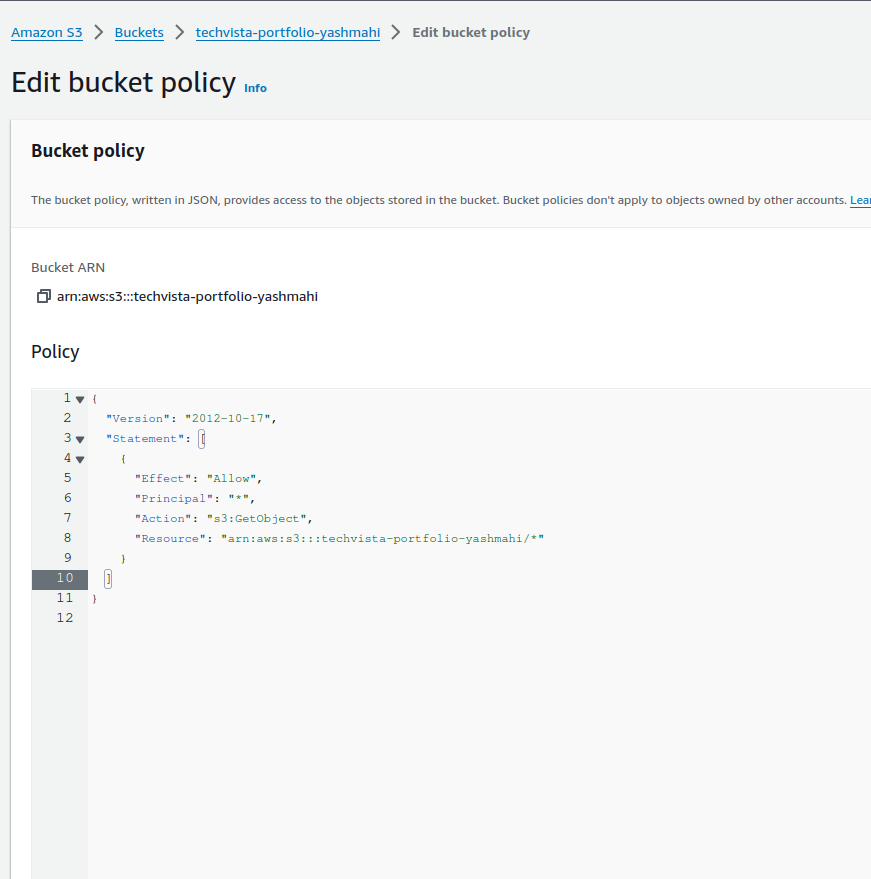 Amazon S3 > Buckets > techvista-portfolio-yashmahi > Edit bucket policy
Edit bucket policy Info
Bucket policy
The bucket policy, written in JSON, provides access to the objects stored in the bucket. Bucket policies don't apply to objects owned by other accounts. Lear
Bucket ARN
arn:aws:s3:::techvista-portfolio-yashmahi
Policy
1 {
2 "Version": "2012-10-17",
3 "Statement": [
4 {
5 "Effect": "Allow",
6 "Principal": "*",
7 "Action": "s3:GetObject",
8 "Resource": "arn:aws:s3:::techvista-portfolio-yashmahi/*"
9 }
10 ]
11 }
12